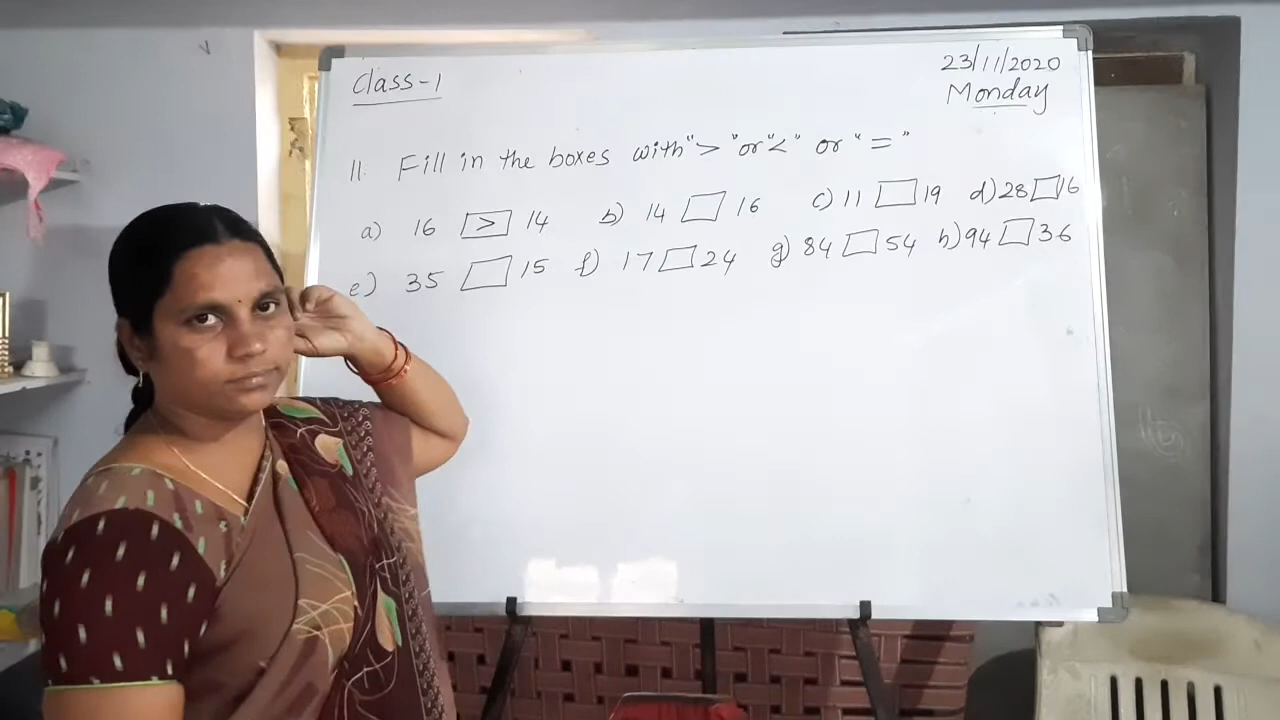 Class-1
23/11/2020
Monday
11. Fill in the boxes with ">" or "<" or "="
a) 16 > 14 b) 14 □ 16 c) 11 □ 19 d) 28 □ 16
e) 35 □ 15 f) 17 □ 24 g) 84 □ 54 h) 94 □ 36